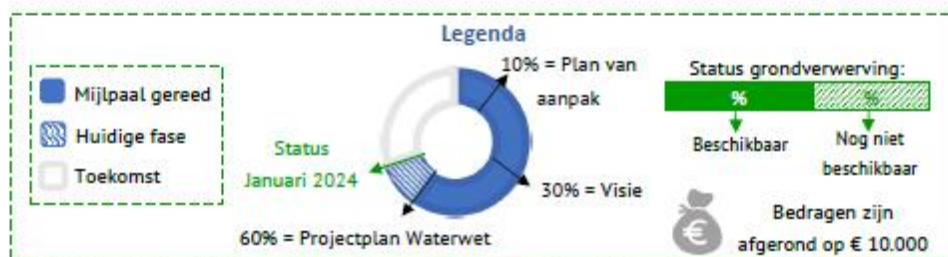 Legenda
Mijlpaal gereed
Huidige fase
Toekomst
Status
Januari 2024
10% = Plan van
aanpak
30% = Visie
60% = Projectplan Waterwet
Status grondverwerving:
%
%
Beschikbaar
Nog niet
beschikbaar
€
Bedragen zijn
afgerond op € 10.000